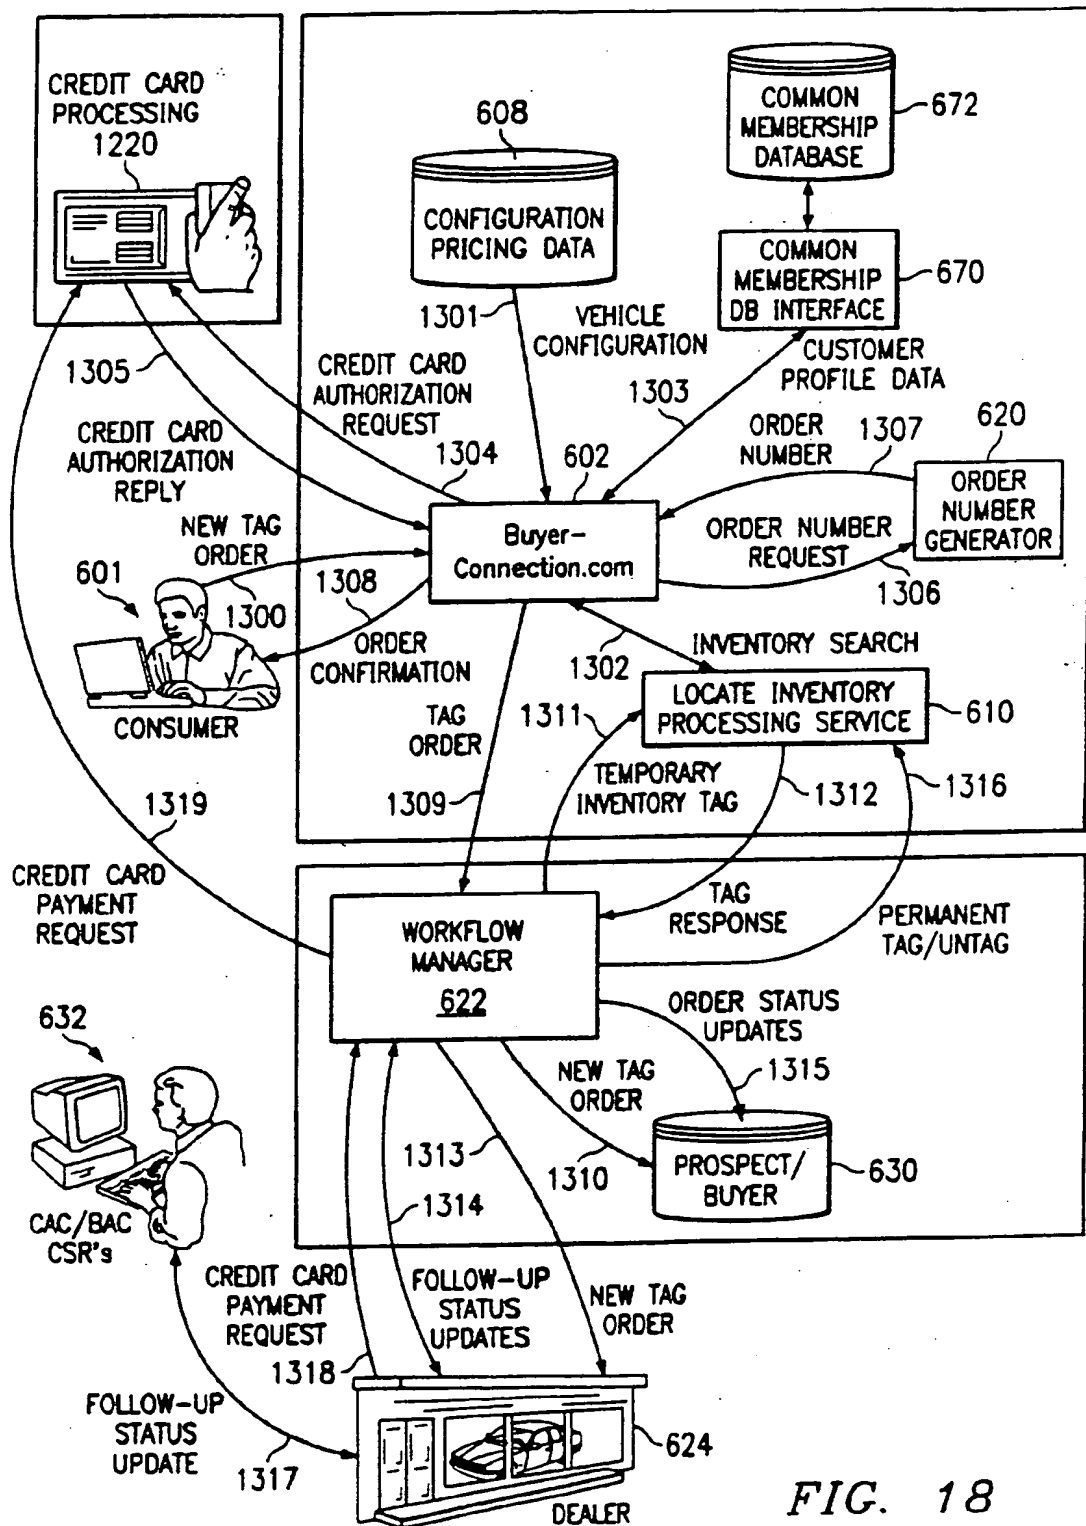 CREDIT CARD
PROCESSING
1220
608
CONFIGURATION
PRICING DATA
COMMON
MEMBERSHIP
DATABASE
672
COMMON
MEMBERSHIP
DB INTERFACE
670
1301
VEHICLE
CONFIGURATION
CUSTOMER
PROFILE DATA
1303
1305
CREDIT CARD
AUTHORIZATION
REQUEST
1304
602
ORDER
NUMBER
1307
620
ORDER
NUMBER
GENERATOR
CREDIT CARD
AUTHORIZATION
REPLY
Buyer-
Connection.com
ORDER NUMBER
REQUEST
1306
NEW TAG
ORDER
601
1300
1308
ORDER
CONFIRMATION
CONSUMER
1302
INVENTORY SEARCH
LOCATE INVENTORY
PROCESSING SERVICE
610
TAG
ORDER
1309
1311
TEMPORARY
INVENTORY TAG
1312
1316
1319
CREDIT CARD
PAYMENT
REQUEST
WORKFLOW
MANAGER
622
TAG
RESPONSE
PERMANENT
TAG/UNTAG
ORDER STATUS
UPDATES
1315
632
NEW TAG
ORDER
1310
PROSPECT/
BUYER
630
1313
1314
CAC/BAC
CSR's
CREDIT CARD
PAYMENT
REQUEST
1318
FOLLOW-UP
STATUS
UPDATES
NEW TAG
ORDER
FOLLOW-UP
STATUS
UPDATE
1317
624
DEALER
FIG. 18